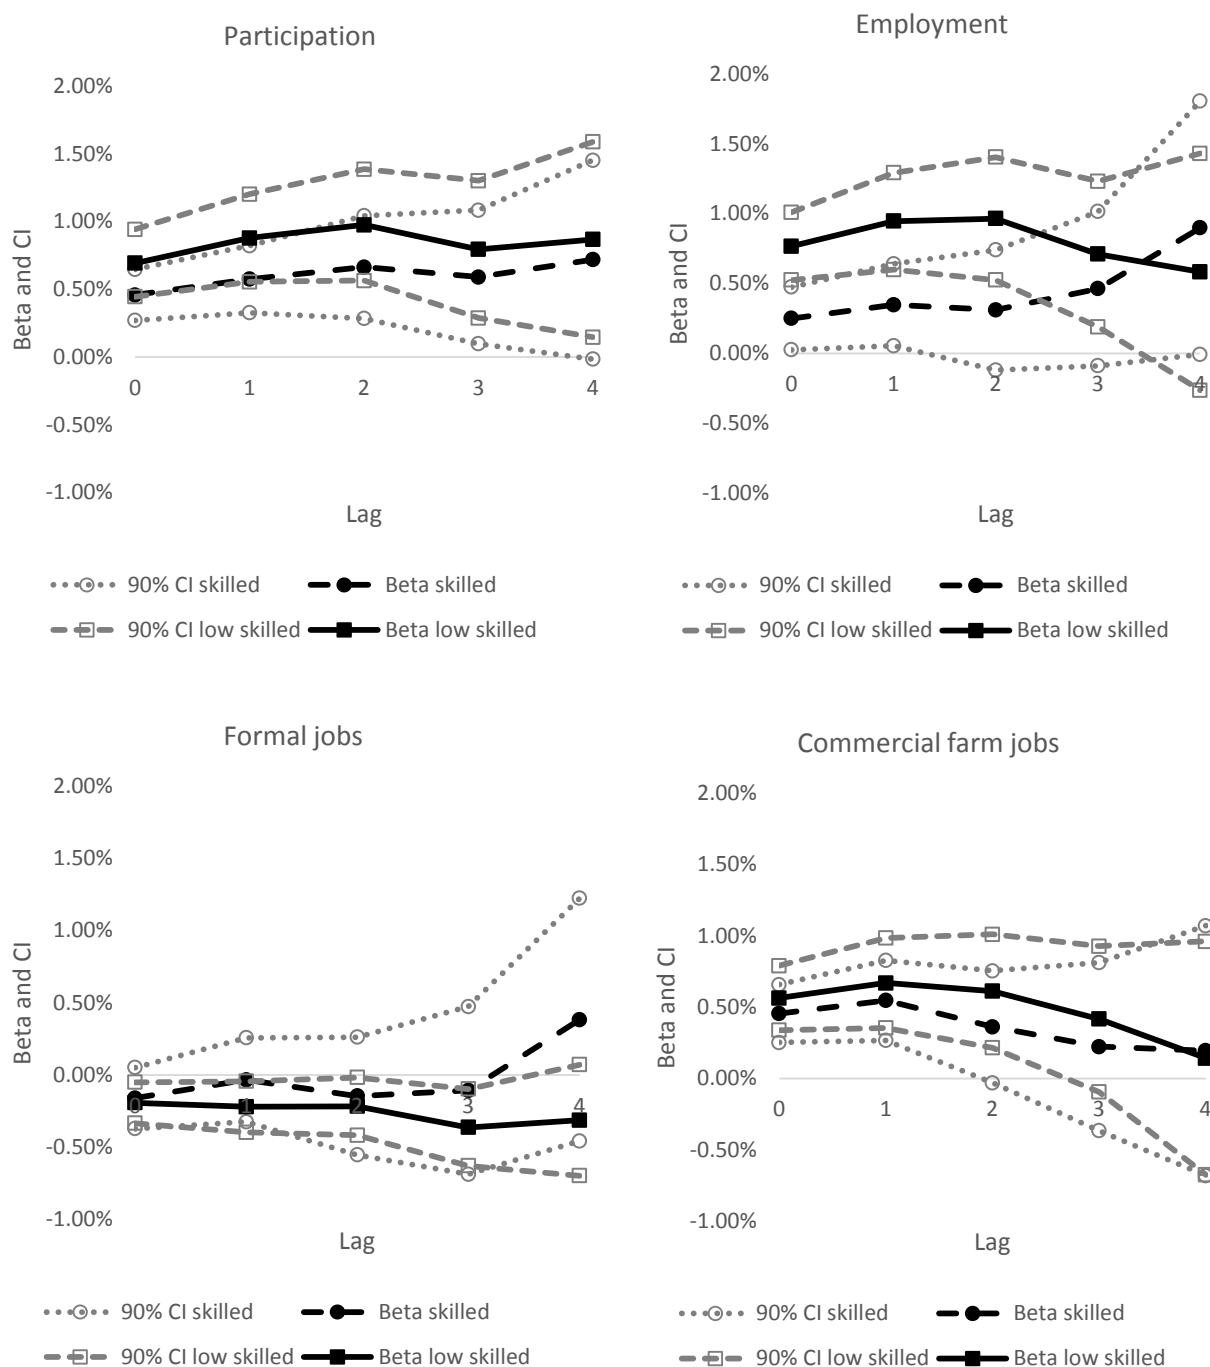 Participation
2.00%
1.50%
1.00%
0.50%
0.00%
-0.50%
-1.00%
Beta and CI
0 1 2 3 4
Lag
90% CI skilled Beta skilled
90% CI low skilled Beta low skilled
Employment
2.00%
1.50%
1.00%
0.50%
0.00%
-0.50%
-1.00%
Beta and CI
0 1 2 3 4
Lag
90% CI skilled Beta skilled
90% CI low skilled Beta low skilled
Formal jobs
2.00%
1.50%
1.00%
0.50%
0.00%
-0.50%
-1.00%
Beta and CI
0 1 2 3 4
Lag
90% CI skilled Beta skilled
90% CI low skilled Beta low skilled
Commercial farm jobs
2.00%
1.50%
1.00%
0.50%
0.00%
-0.50%
-1.00%
Beta and CI
0 1 2 3 4
Lag
90% CI skilled Beta skilled
90% CI low skilled Beta low skilled